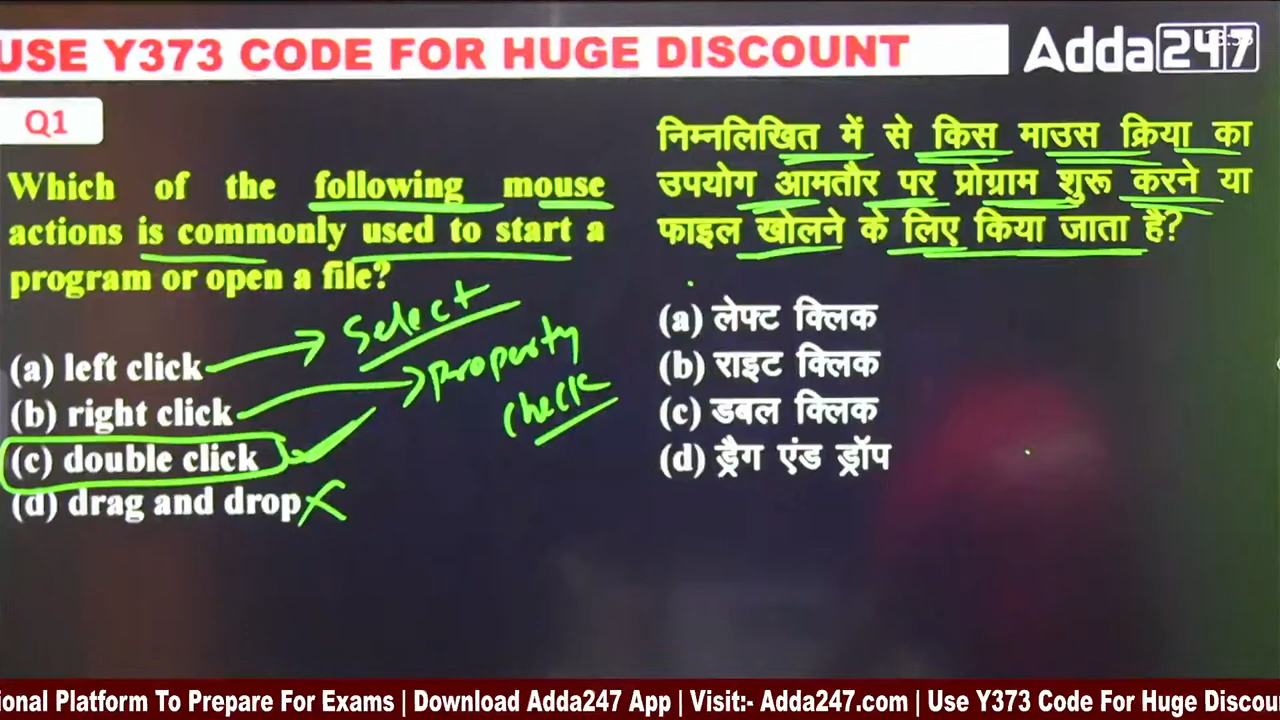 USE Y373 CODE FOR HUGE DISCOUNT
Adda247
Q1
Which of the following mouse
actions is commonly used to start a
program or open a file?
(a) left click
(b) right click
(c) double click
(d) drag and drop
Select
Property
check
निम्नलिखित में से किस माउस क्रिया का
उपयोग आमतौर पर प्रोग्राम शुरू करने या
फाइल खोलने के लिए किया जाता है?
(a) लेफ्ट क्लिक
(b) राइट क्लिक
(c) डबल क्लिक
(d) ड्रैग एंड ड्रॉप
ional Platform To Prepare For Exams | Download Adda247 App | Visit:- Adda247.com | Use Y373 Code For Huge Discou